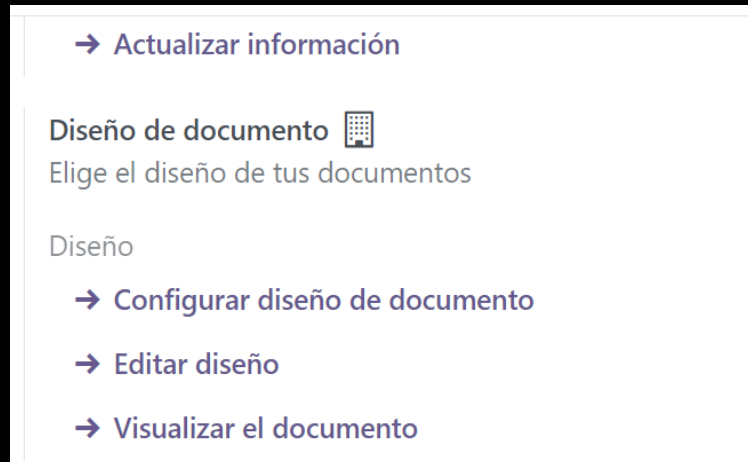 → Actualizar información
Diseño de documento
Elige el diseño de tus documentos
Diseño
→ Configurar diseño de documento
→ Editar diseño
→ Visualizar el documento